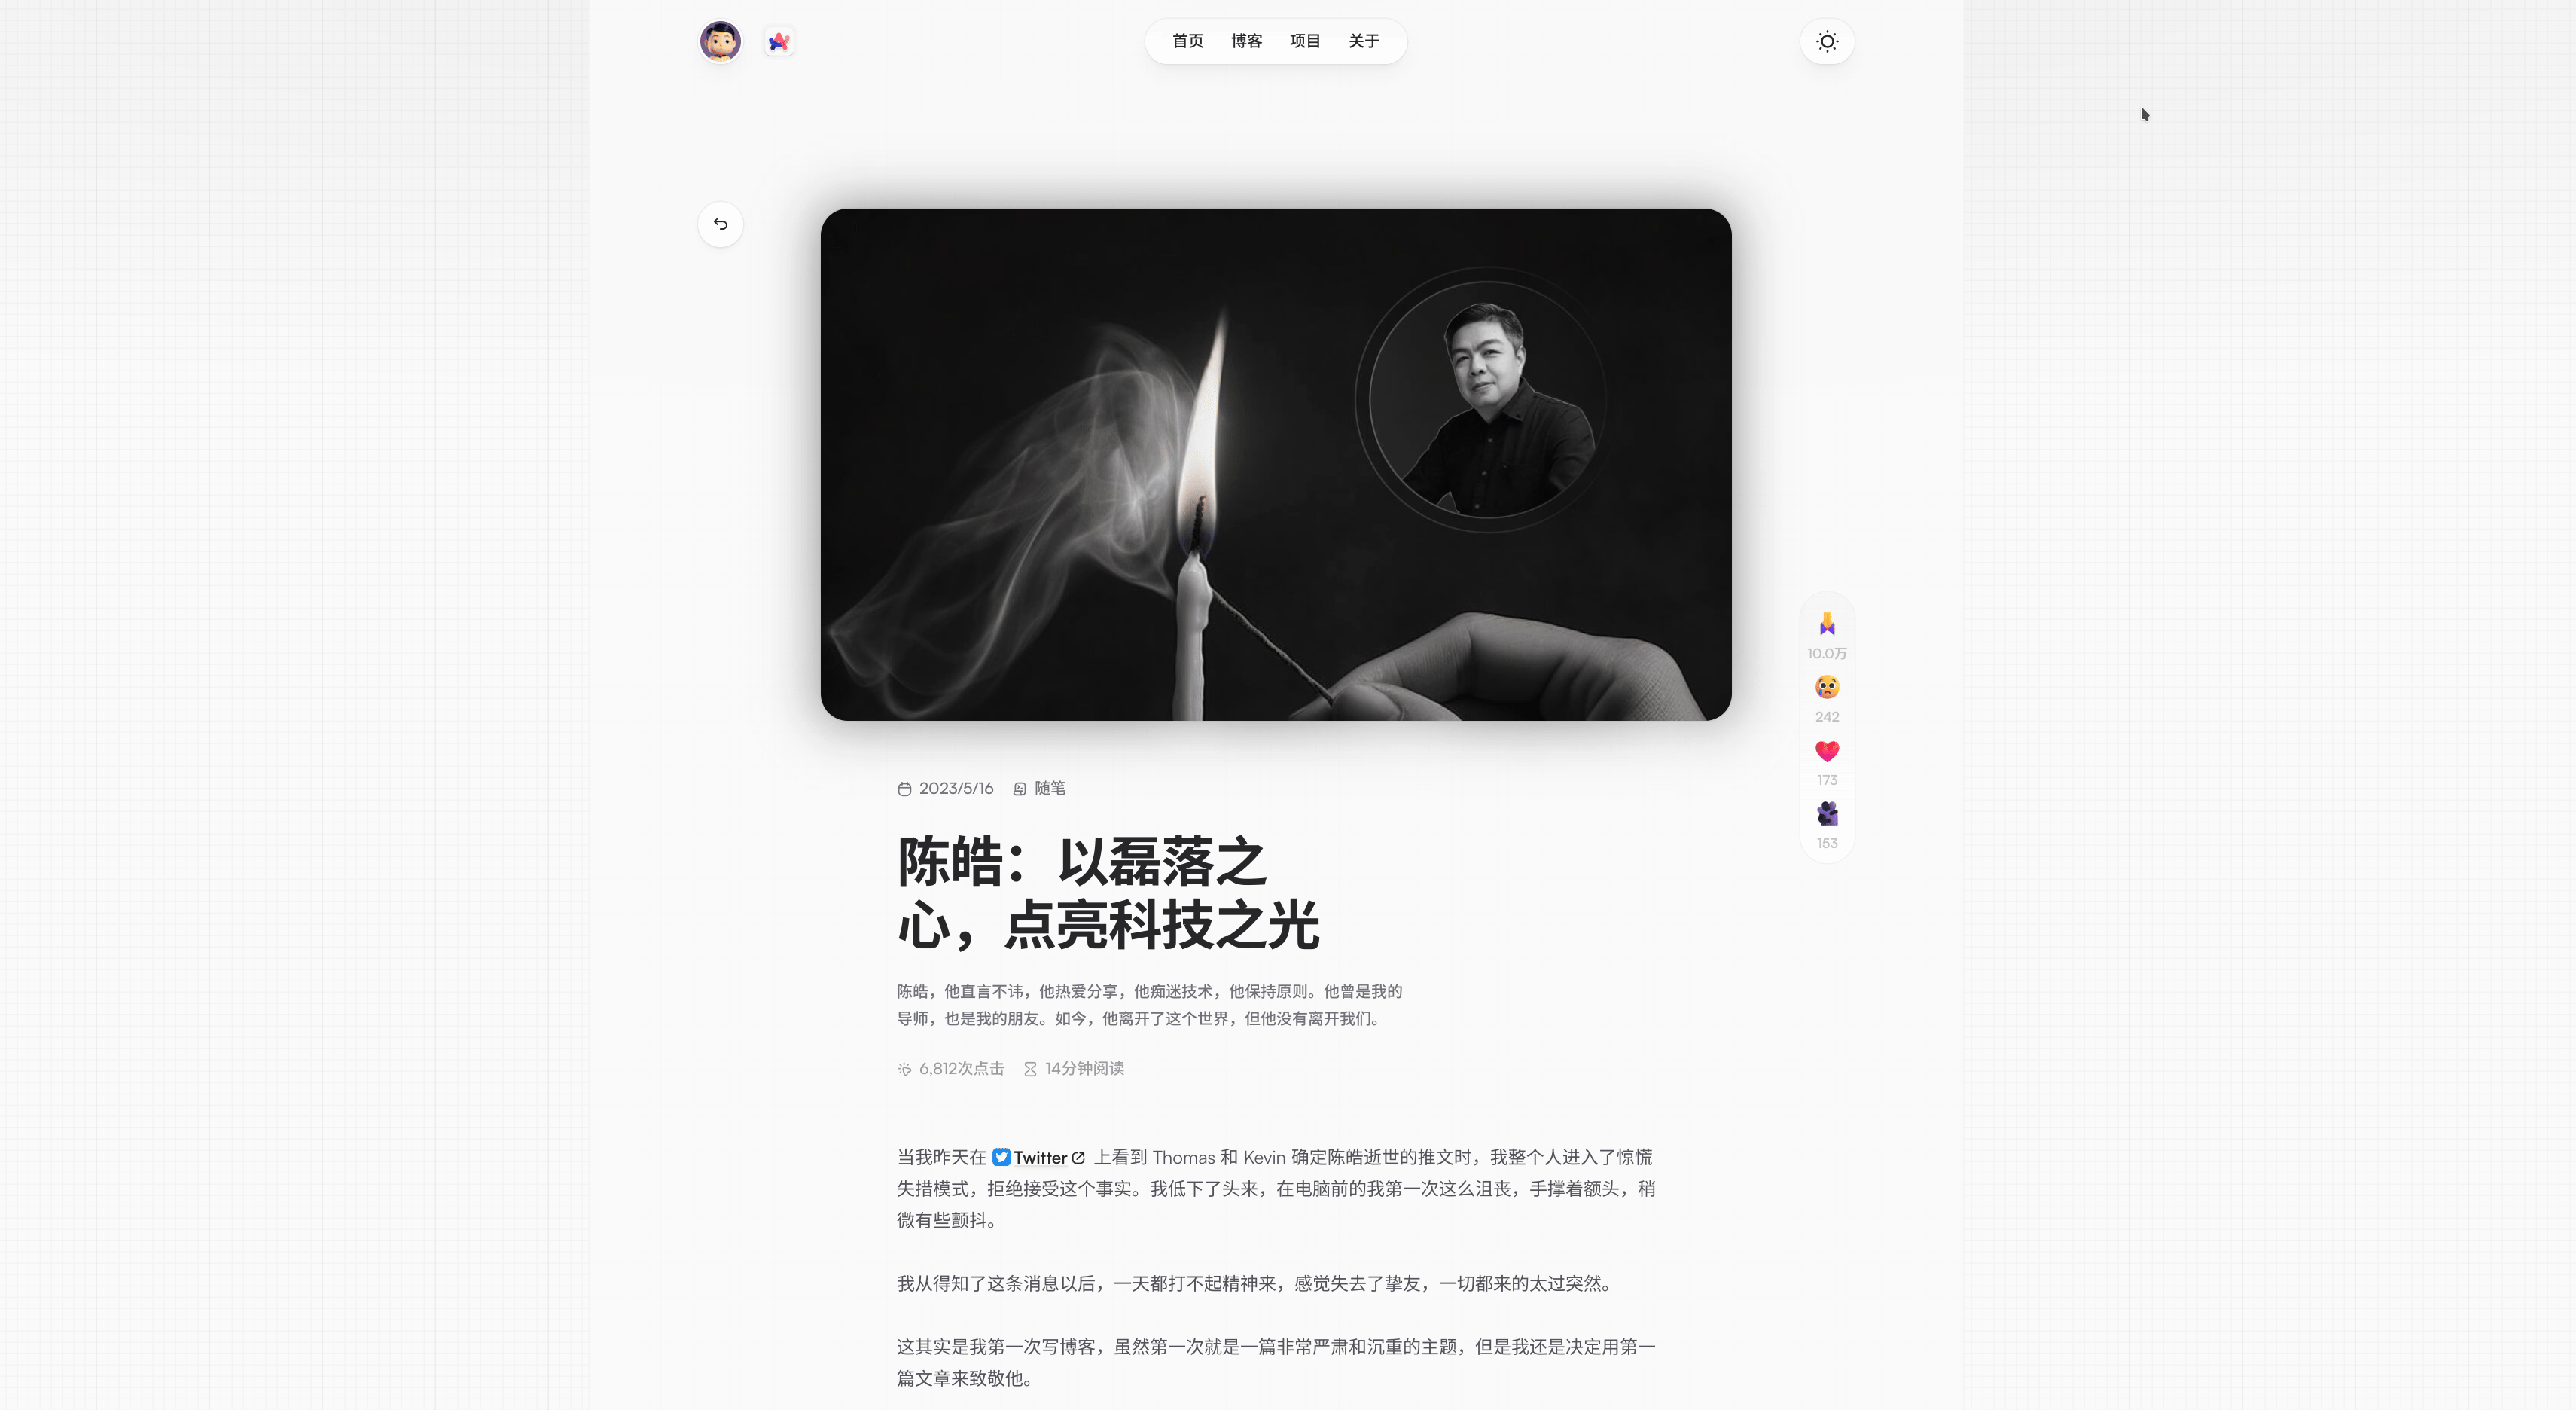 首页 博客 项目 关于
10.0万
242
173
153
2023/5/16 随笔
陈皓：以磊落之
心，点亮科技之光
陈皓，他直言不讳，他热爱分享，他痴迷技术，他保持原则。他曾是我的
导师，也是我的朋友。如今，他离开了这个世界，但他没有离开我们。
6,812次点击 14分钟阅读
当我昨天在 Twitter 上看到 Thomas 和 Kevin 确定陈皓逝世的推文时，我整个人进入了惊慌
失措模式，拒绝接受这个事实。我低下了头来，在电脑前的我第一次这么沮丧，手撑着额头，稍
微有些颤抖。
我从得知了这条消息以后，一天都打不起精神来，感觉失去了挚友，一切都来的太过突然。
这其实是我第一次写博客，虽然第一次就是一篇非常严肃和沉重的主题，但是我还是决定用第一
篇文章来致敬他。